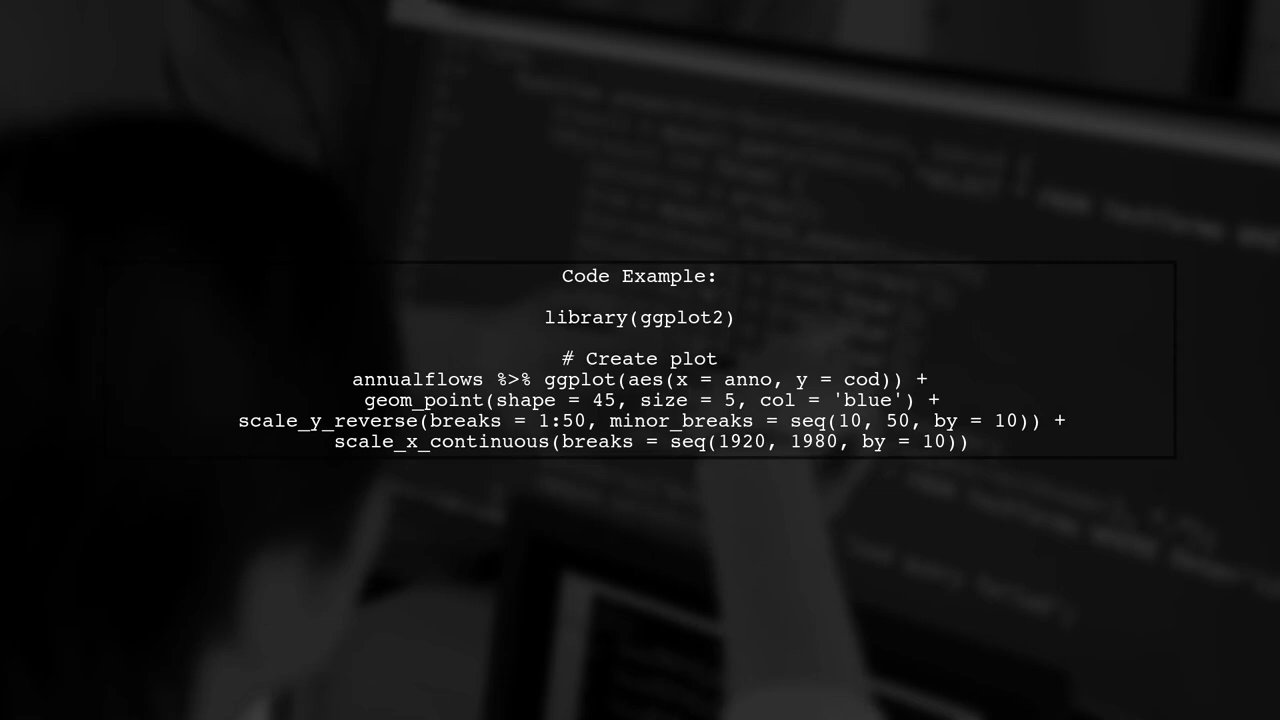 Code Example:
library(ggplot2)
# Create plot
annualflows %>% ggplot(aes(x = anno, y = cod)) +
geom_point(shape = 45, size = 5, col = 'blue') +
scale_y_reverse(breaks = 1:50, minor_breaks = seq(10, 50, by = 10)) +
scale_x_continuous(breaks = seq(1920, 1980, by = 10))